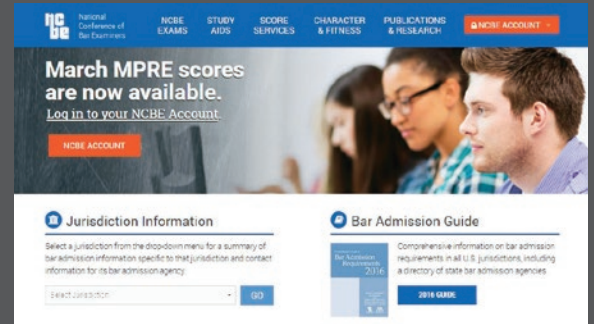 ncbe
National
Conference of
Bar Examiners
NCBE
EXAMS
STUDY
AIDS
SCORE
SERVICES
CHARACTER
& FITNESS
PUBLICATIONS
& RESEARCH
NCBE ACCOUNT
March MPRE scores
are now available.
Log in to your NCBE Account.
NCBE ACCOUNT
Jurisdiction Information
Select a jurisdiction from the dropdown menu for a summary of
bar admission information specific to that jurisdiction and contact
information for its bar admission agency.
Select Jurisdiction
GO
Bar Admission Guide
Bar Admission
Requirements
2016
Comprehensive information on bar admission
requirements in all U.S. jurisdictions, including
a directory of state bar admission agencies.
2016 GUIDE